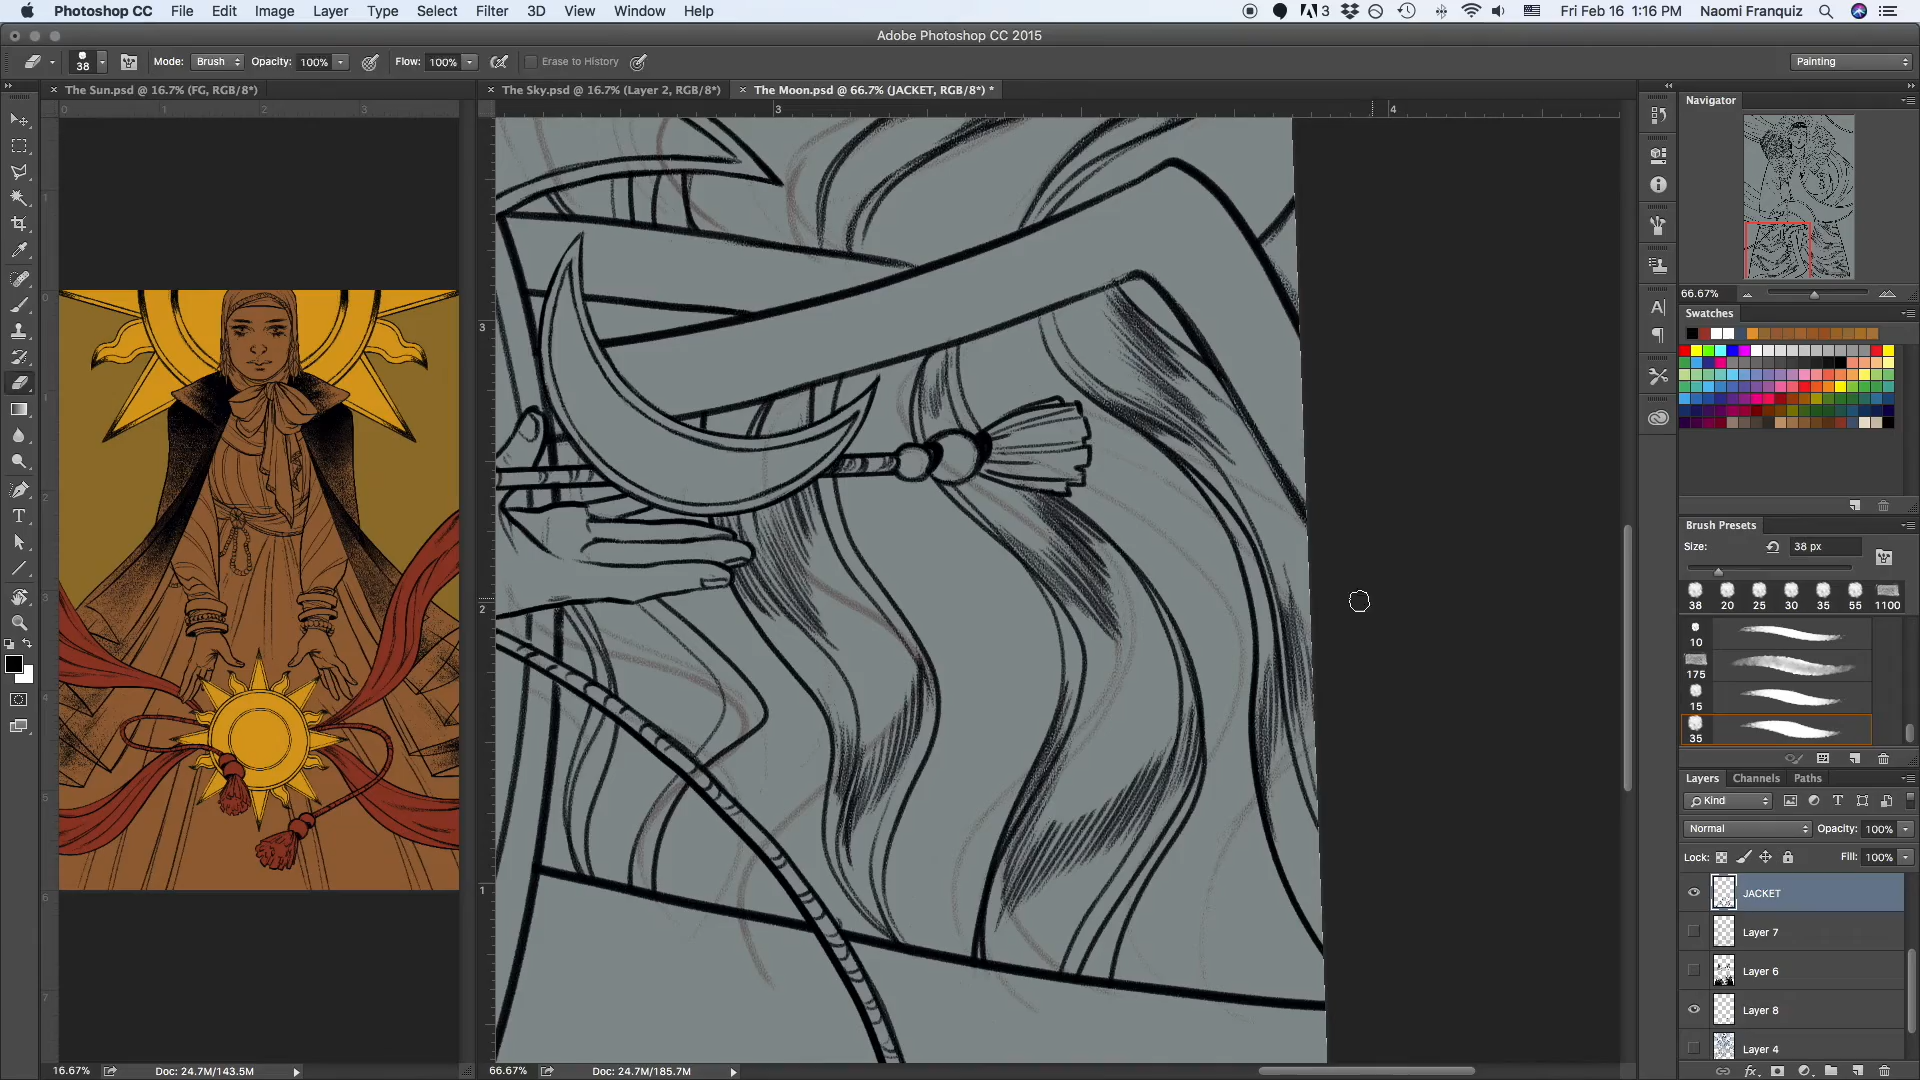 Photoshop CC File Edit Image Layer Type Select Filter 3D View Window Help 3 Fri Feb 16 1:16 PM Naomi Franquiz
Adobe Photoshop CC 2015
38 Mode: Brush Opacity: 100% Flow: 100% Erase to History Painting
The Sun.psd @ 16.7% (FG, RGB/8*) The Sky.psd @ 16.7% (Layer 2, RGB/8*) The Moon.psd @ 66.7% (JACKET, RGB/8*) *
Navigator
66.67%
Swatches
Brush Presets
Size: 38 px
38 20 25 30 35 55 1100
10
175
15
35
Layers Channels Paths
Kind
Normal Opacity: 100%
Lock: Fill: 100%
JACKET
Layer 7
Layer 6
Layer 8
Layer 4
16.67% Doc: 24.7M/143.5M 66.67% Doc: 24.7M/185.7M